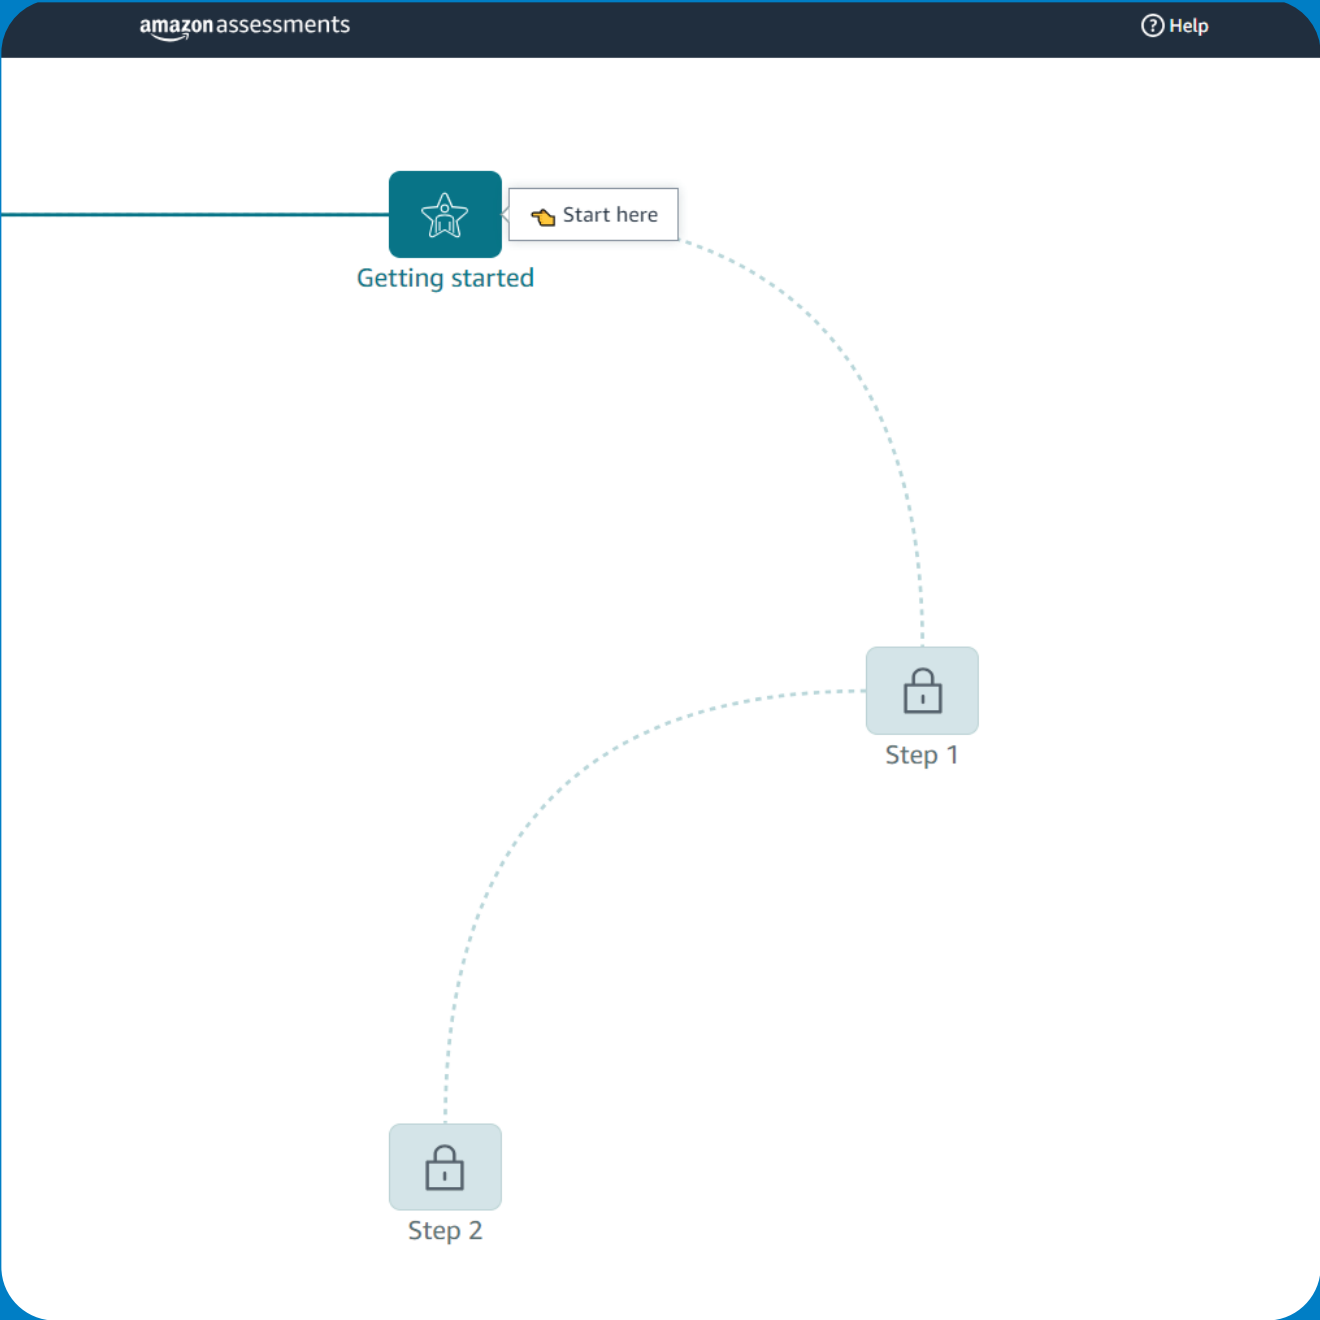 amazon assessments
? Help
Start here
Getting started
Step 1
Step 2